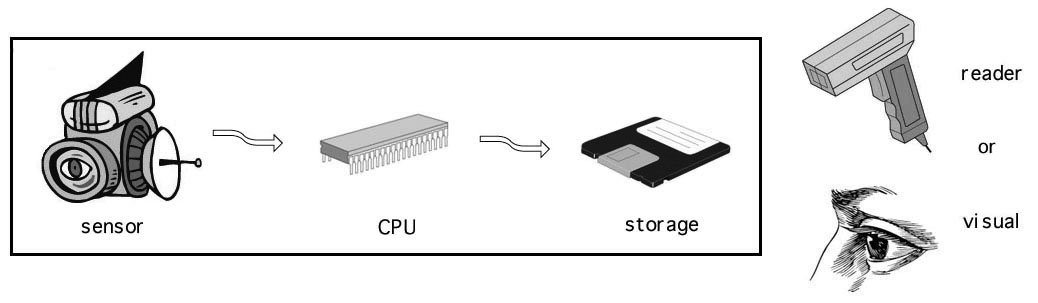 sensor
CPU
storage
reader
or
visual